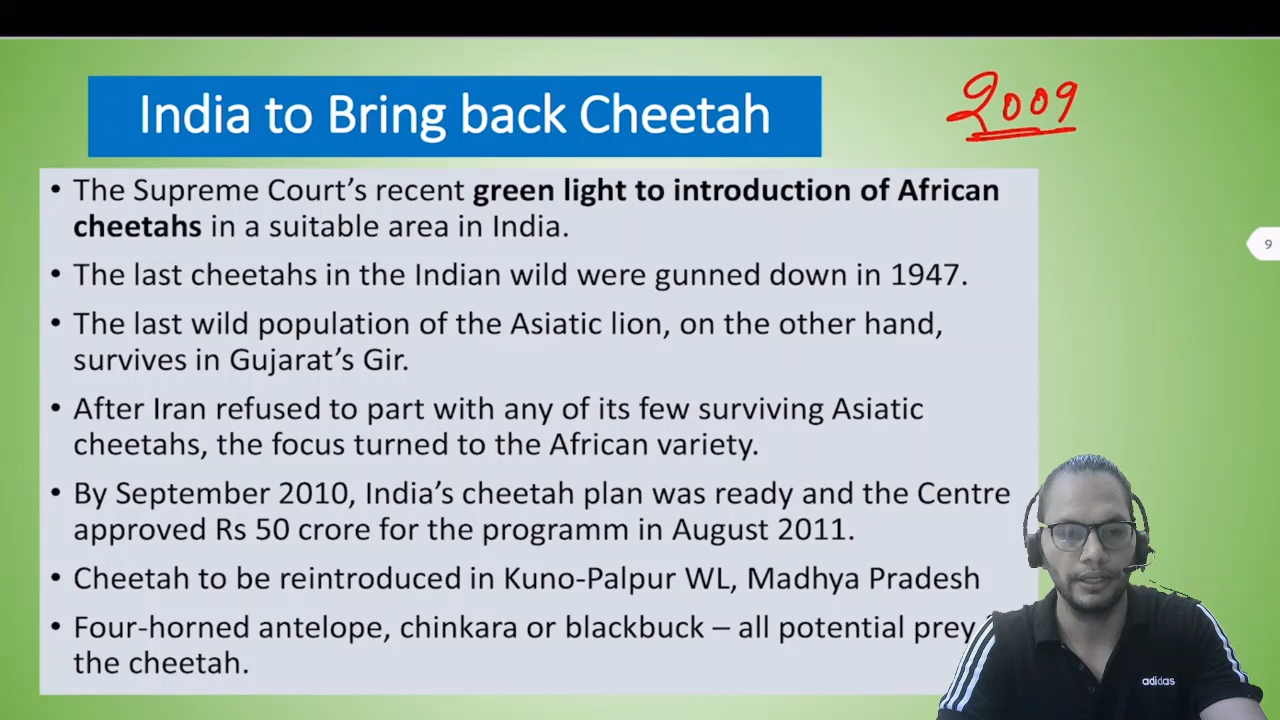 India to Bring back Cheetah
2009
• The Supreme Court's recent green light to introduction of African
cheetahs in a suitable area in India.
• The last cheetahs in the Indian wild were gunned down in 1947.
• The last wild population of the Asiatic lion, on the other hand,
survives in Gujarat's Gir.
• After Iran refused to part with any of its few surviving Asiatic
cheetahs, the focus turned to the African variety.
• By September 2010, India's cheetah plan was ready and the Centre
approved Rs 50 crore for the programm in August 2011.
• Cheetah to be reintroduced in Kuno-Palpur WL, Madhya Pradesh
• Four-horned antelope, chinkara or blackbuck – all potential prey
the cheetah.
9
adidas